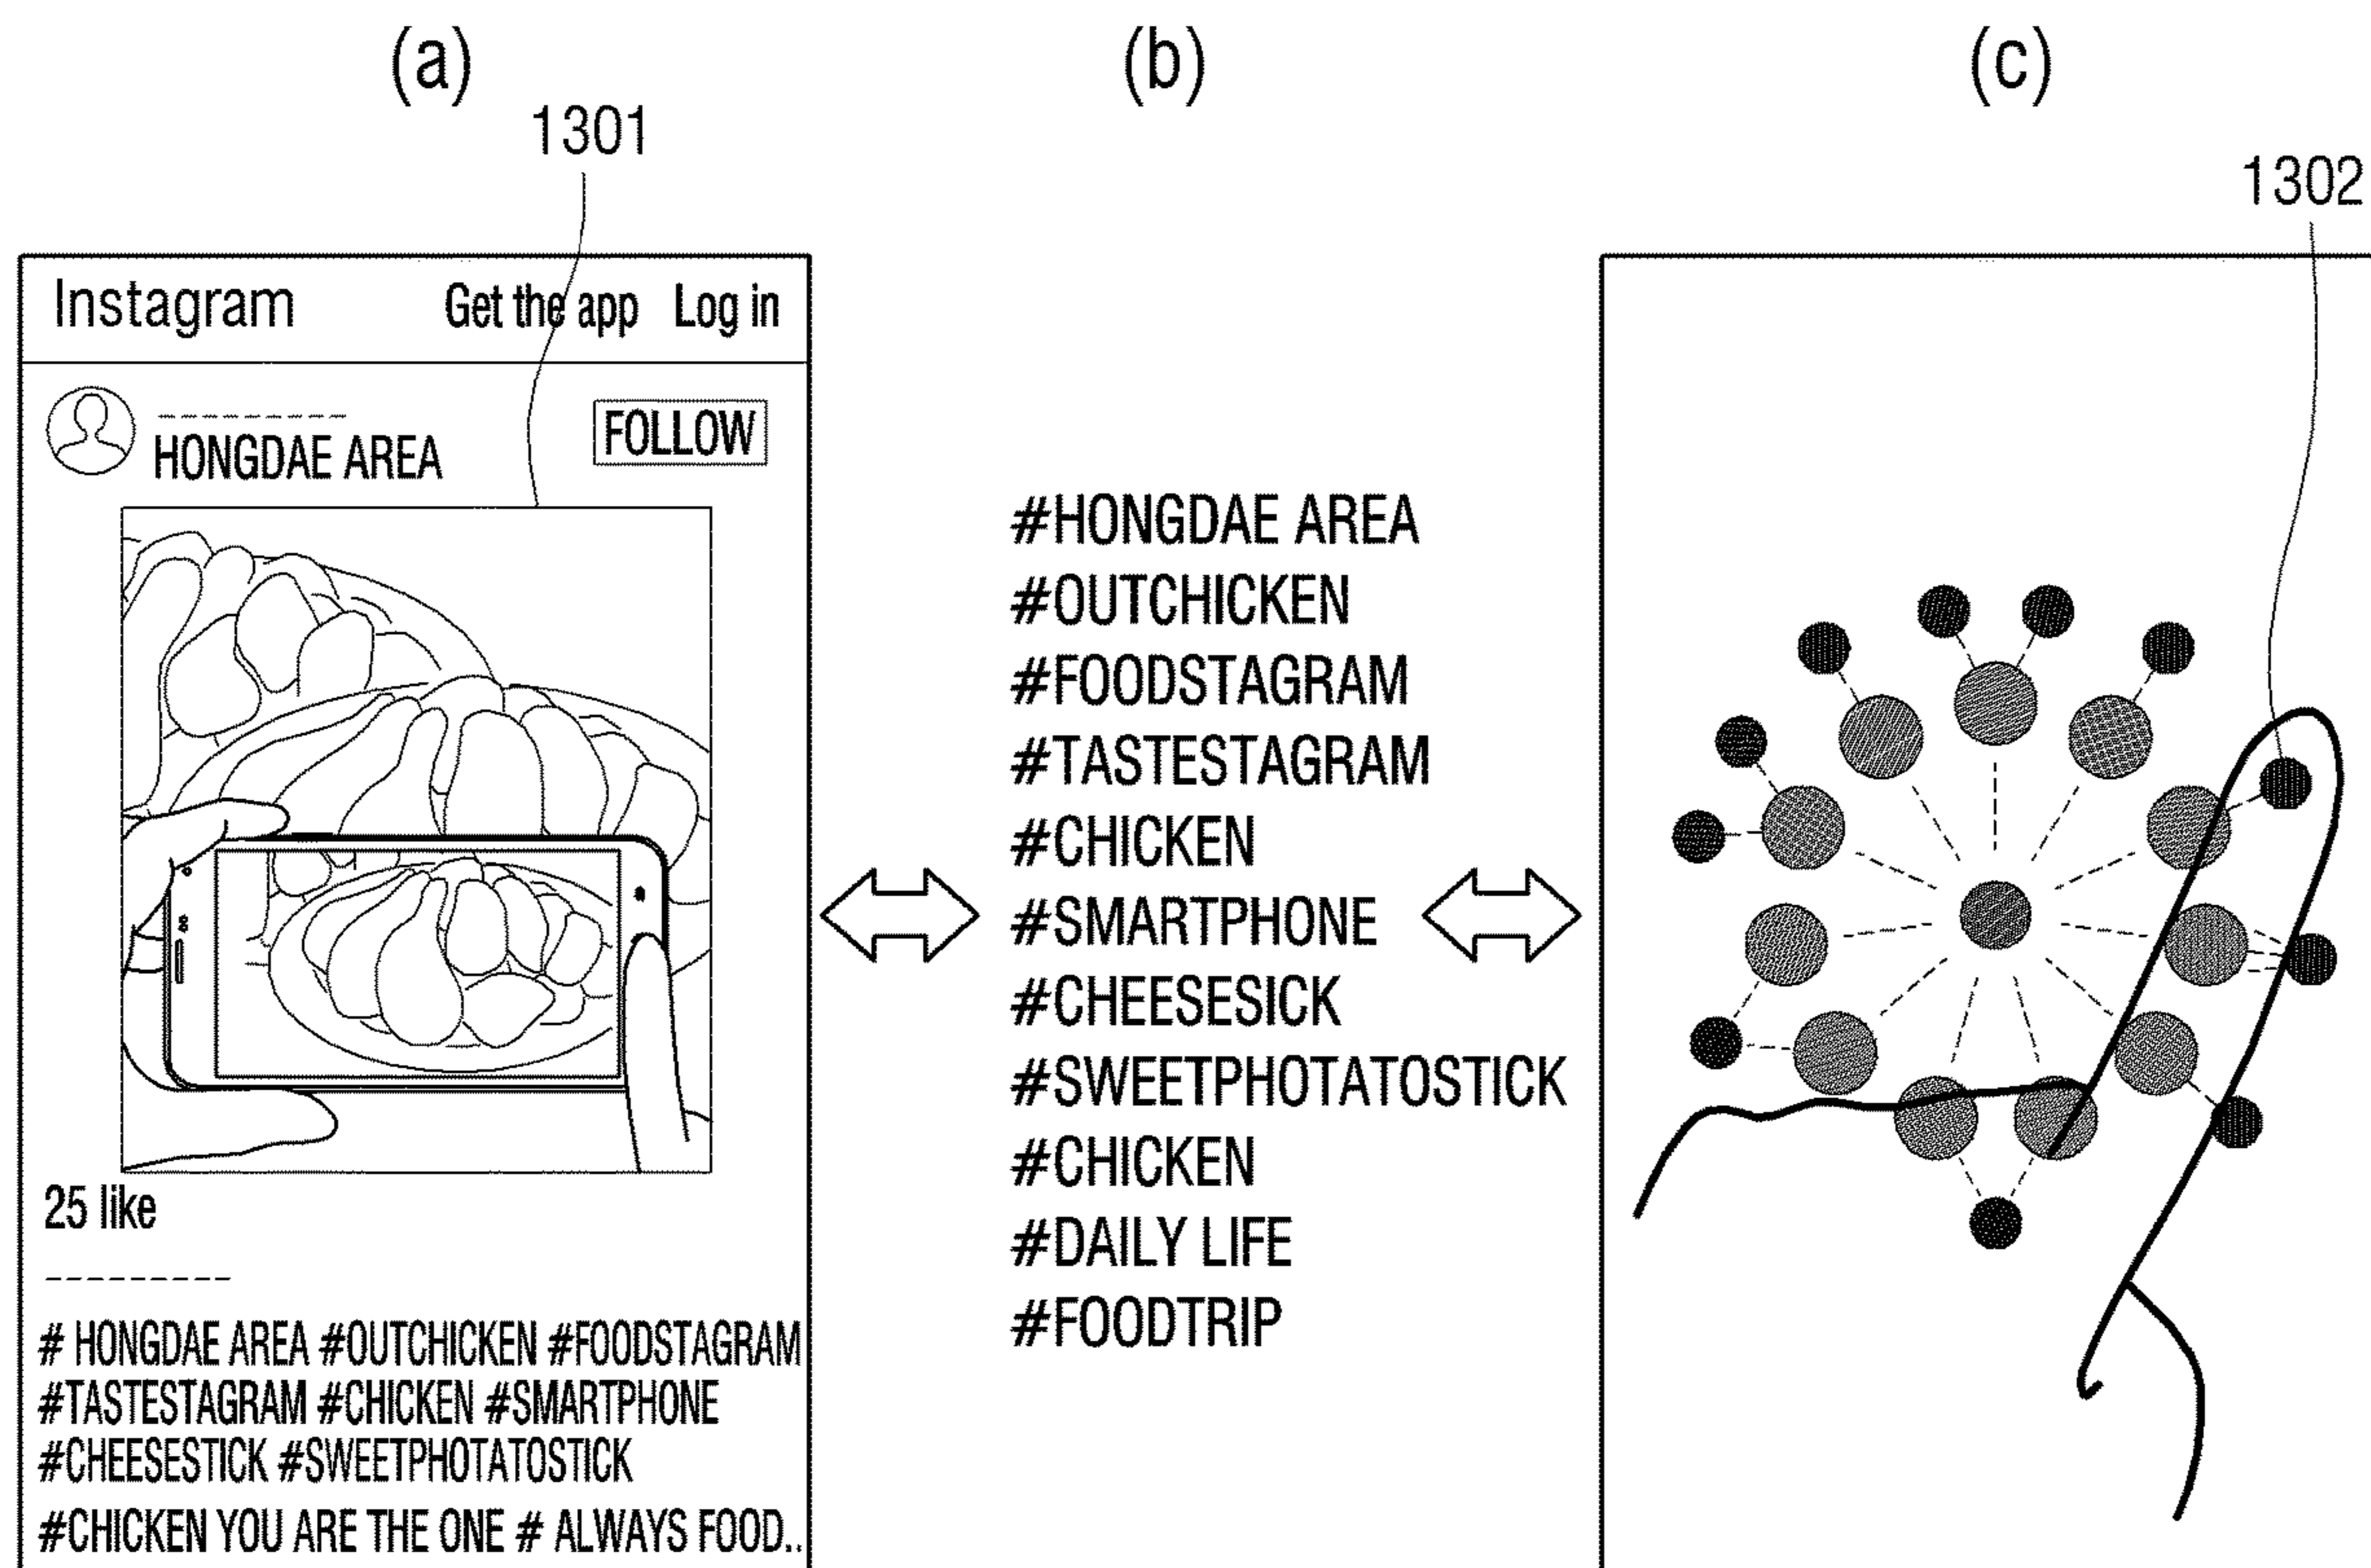 (a)
1301
Instagram Get the app Log in
HONGDAE AREA
FOLLOW
25 like
# HONGDAE AREA #OUTCHICKEN #FOODSTAGRAM
#TASTESTAGRAM #CHICKEN #SMARTPHONE
#CHEESESTICK #SWEETPHOTATOSTICK
#CHICKEN YOU ARE THE ONE # ALWAYS FOOD..
(b)
#HONGDAE AREA
#OUTCHICKEN
#FOODSTAGRAM
#TASTESTAGRAM
#CHICKEN
#SMARTPHONE
#CHEESESICK
#SWEETPHOTATOSTICK
#CHICKEN
#DAILY LIFE
#FOODTRIP
(c)
1302